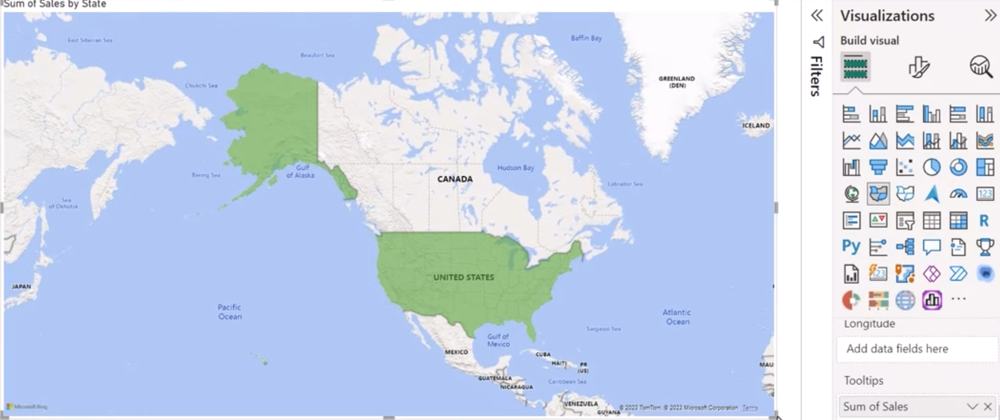 Sum of Sales by State
East Siberian Sea
Beaufort Sea
Baffin Bay
Chukchi Sea
GREENLAND
(DEN)
ICELAND
Bering Sea
Gulf
of Alaska
CANADA
Hudson Bay
Labrador Sea
Sea
of Okhotsk
UNITED STATES
JAPAN
Pacific
Ocean
Atlantic
Ocean
Sargasso Sea
Gulf of
Mexico
MEXICO
CUBA
HAITI
PR
(US)
MAU
GUATEMALA
NICARAGUA
Caribbean Sea
VENEZUELA
GUYANA
Microsoft Bing
© 2023 TomTom, © 2023 Microsoft Corporation Terms
Filters
Visualizations
Build visual
123
R
Py
123
Longitude
Add data fields here
Tooltips
Sum of Sales